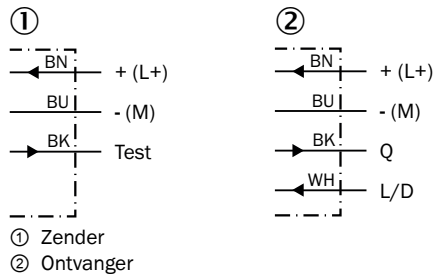 ① ②
BN + (L+) BN + (L+)
BU - (M) BU - (M)
BK Test BK Q
WH L/D
① Zender
② Ontvanger